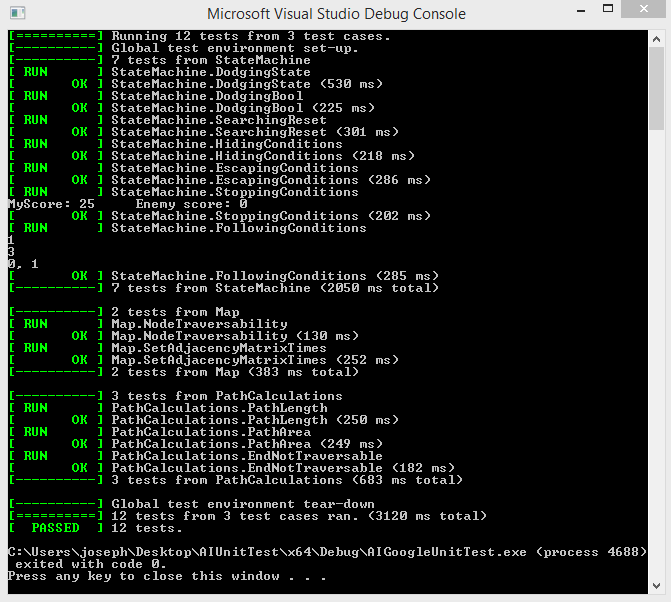 Microsoft Visual Studio Debug Console
[==========] Running 12 tests from 3 test cases.
[----------] Global test environment set-up.
[----------] 7 tests from StateMachine
[ RUN      ] StateMachine.DodgingState
[       OK ] StateMachine.DodgingState (530 ms)
[ RUN      ] StateMachine.DodgingBool
[       OK ] StateMachine.DodgingBool (225 ms)
[ RUN      ] StateMachine.SearchingReset
[       OK ] StateMachine.SearchingReset (301 ms)
[ RUN      ] StateMachine.HidingConditions
[       OK ] StateMachine.HidingConditions (218 ms)
[ RUN      ] StateMachine.EscapingConditions
[       OK ] StateMachine.EscapingConditions (286 ms)
[ RUN      ] StateMachine.StoppingConditions
MyScore: 25     Enemy score: 0
[       OK ] StateMachine.StoppingConditions (202 ms)
[ RUN      ] StateMachine.FollowingConditions
1
3
0, 1
[       OK ] StateMachine.FollowingConditions (285 ms)
[----------] 7 tests from StateMachine (2050 ms total)
[----------] 2 tests from Map
[ RUN      ] Map.NodeTraversability
[       OK ] Map.NodeTraversability (130 ms)
[ RUN      ] Map.SetAdjacencyMatrixTimes
[       OK ] Map.SetAdjacencyMatrixTimes (252 ms)
[----------] 2 tests from Map (383 ms total)
[----------] 3 tests from PathCalculations
[ RUN      ] PathCalculations.PathLength
[       OK ] PathCalculations.PathLength (250 ms)
[ RUN      ] PathCalculations.PathArea
[       OK ] PathCalculations.PathArea (249 ms)
[ RUN      ] PathCalculations.EndNotTraversable
[       OK ] PathCalculations.EndNotTraversable (182 ms)
[----------] 3 tests from PathCalculations (683 ms total)
[----------] Global test environment tear-down
[==========] 12 tests from 3 test cases ran. (3120 ms total)
[  PASSED  ] 12 tests.
C:\Users\joseph\Desktop\AIUnitTest\x64\Debug\AIGoogleUnitTest.exe (process 4688)
exited with code 0.
Press any key to close this window . . .